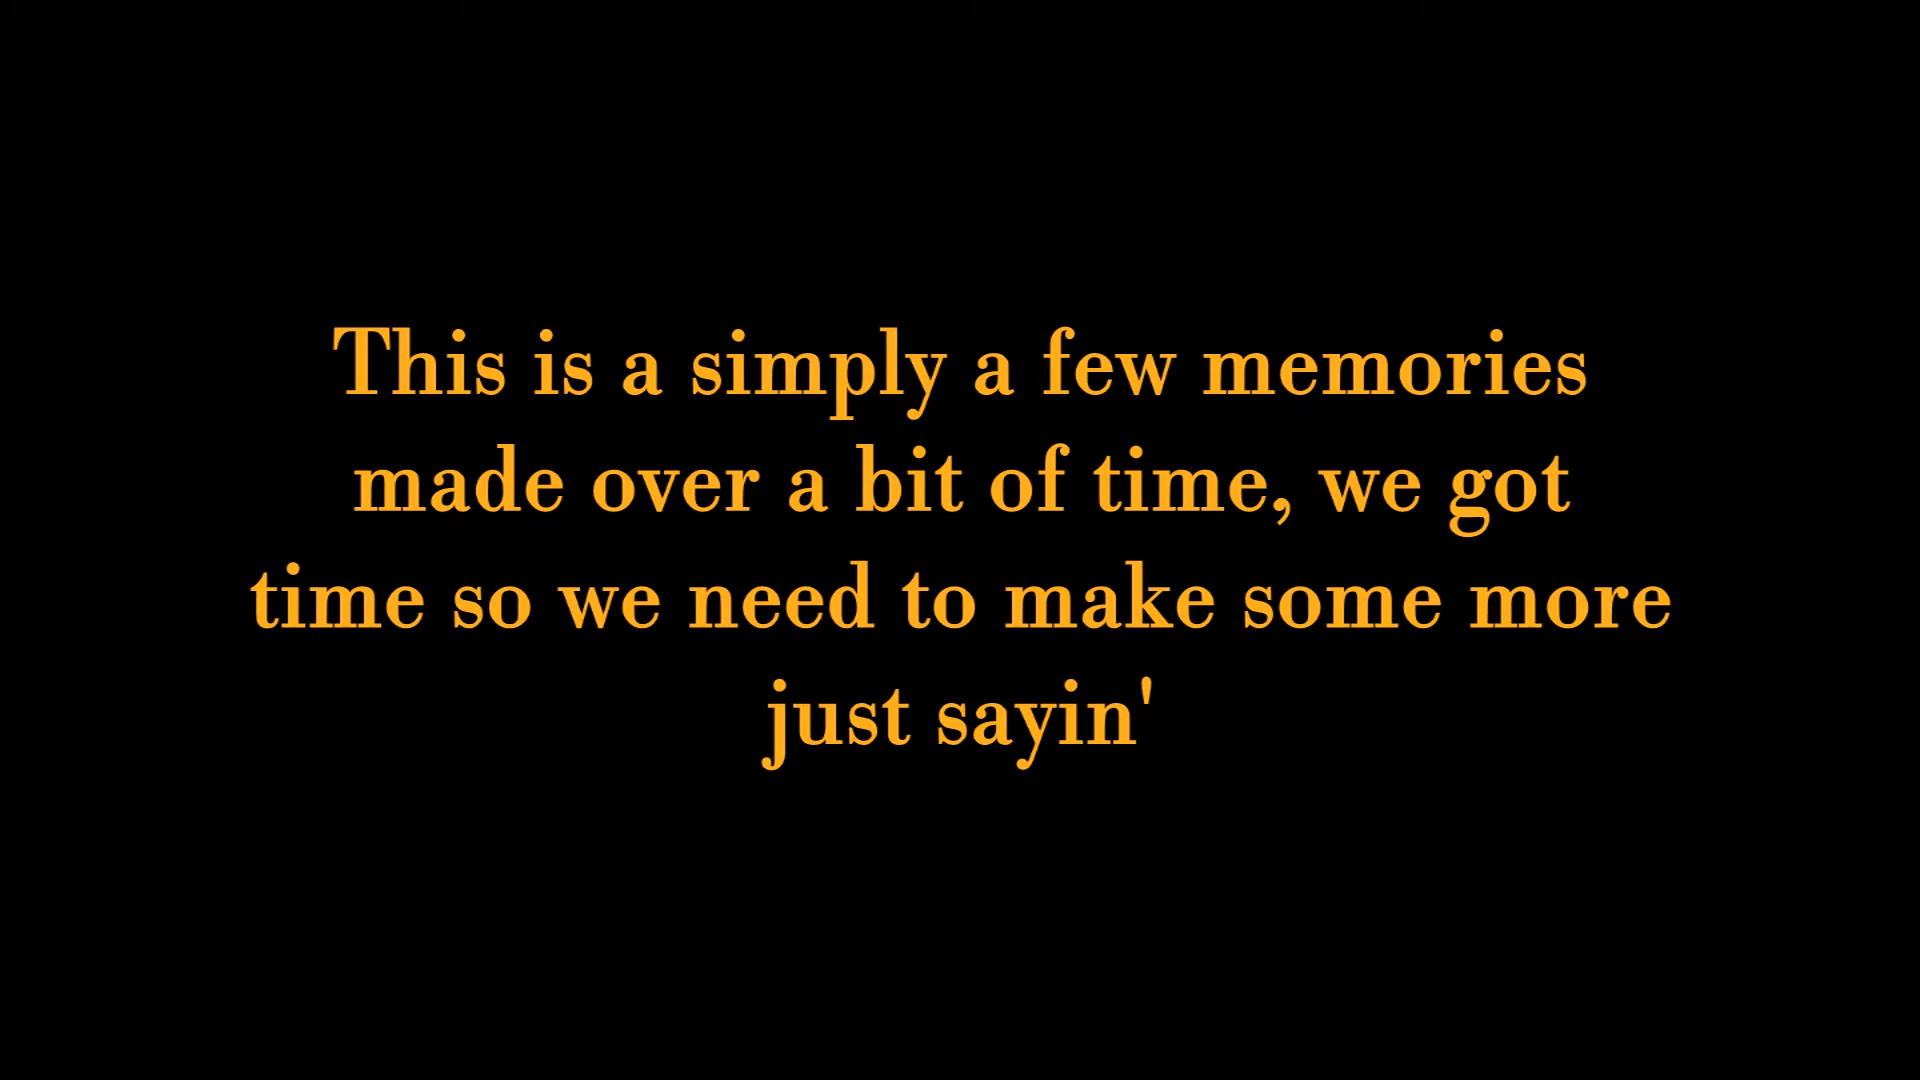 This is a simply a few memories
made over a bit of time, we got
time so we need to make some more
just sayin'